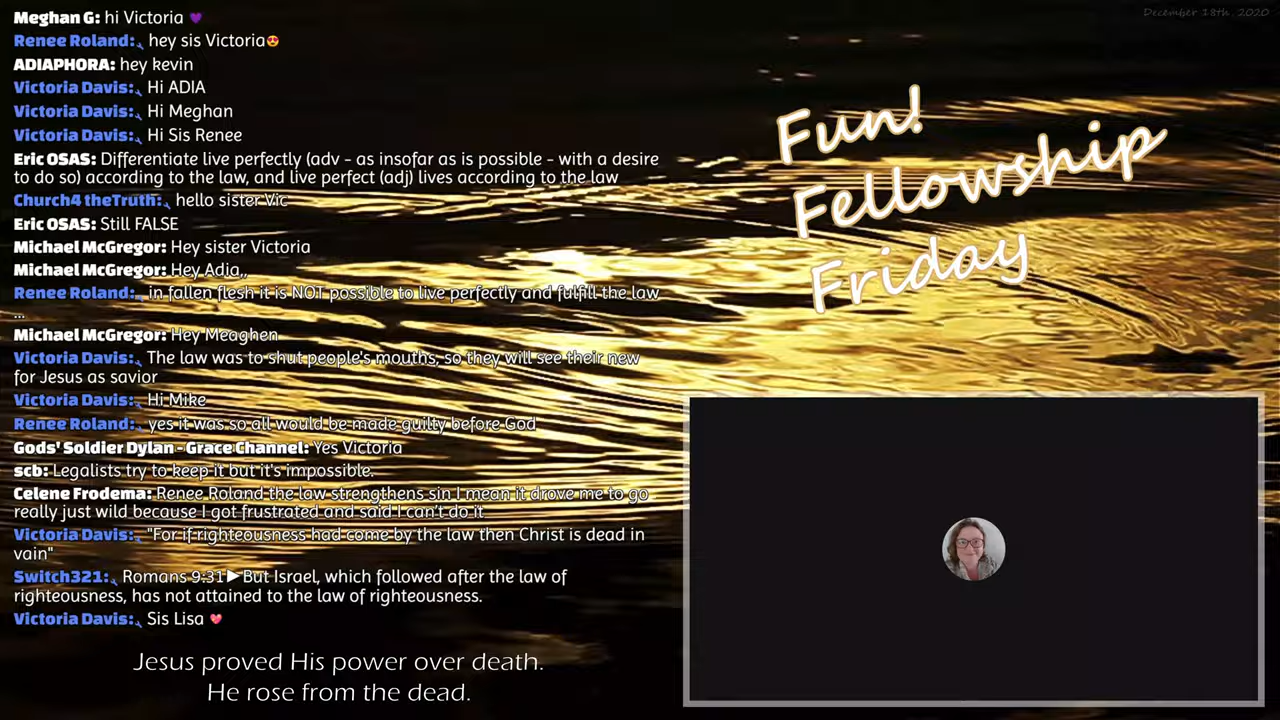 Meghan G: hi Victoria 💜
Renee Roland: hey sis Victoria😍
ADIAPHORA: hey kevin
Victoria Davis: Hi ADIA
Victoria Davis: Hi Meghan
Victoria Davis: Hi Sis Renee
Eric OSAS: Differentiate live perfectly (adv - as insofar as is possible - with a desire
to do so) according to the law, and live perfect (adj) lives according to the law
Church4 theTruth: hello sister Vic
Eric OSAS: Still FALSE
Michael McGregor: Hey sister Victoria
Michael McGregor: Hey Adia,,
Renee Roland: in fallen flesh it is NOT possible to live perfectly and fulfill the law
...
Michael McGregor: Hey Meaghen
Victoria Davis: The law was to shut people's mouths, so they will see their new
for Jesus as savior
Victoria Davis: Hi Mike
Renee Roland: yes it was so all would be made guilty before God
Gods' Soldier Dylan - Grace Channel: Yes Victoria
scb: Legalists try to keep it but it's impossible.
Celene Frodema: Renee Roland the law strengthens sin I mean it drove me to go
really just wild because I got frustrated and said I can't do it
Victoria Davis: "For if righteousness had come by the law then Christ is dead in
vain"
Switch321: Romans 9:31▶But Israel, which followed after the law of
righteousness, has not attained to the law of righteousness.
Victoria Davis: Sis Lisa 💗
Jesus proved His power over death.
He rose from the dead.
December 18th, 2020
Fun!
Fellowship
Friday